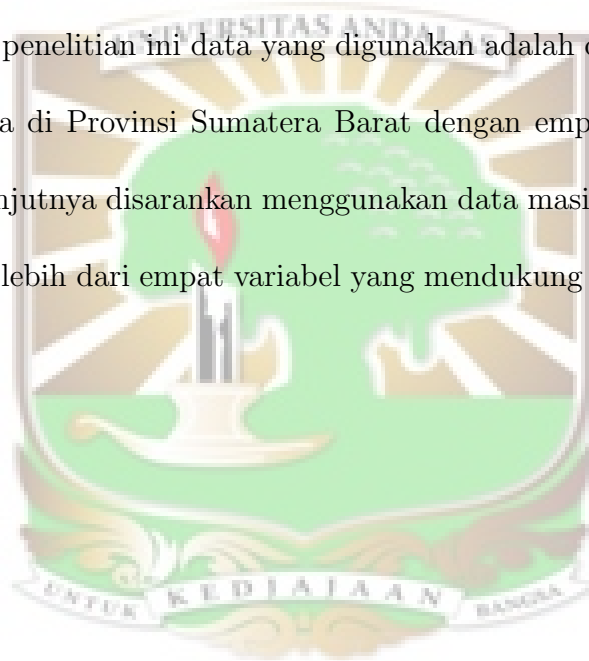 UNIVERSITAS ANDALAS
penelitian ini data yang digunakan adalah
a di Provinsi Sumatera Barat dengan emp
njutnya disarankan menggunakan data masi
lebih dari empat variabel yang mendukung
UNTUK KEDJAJAAN BANGSA